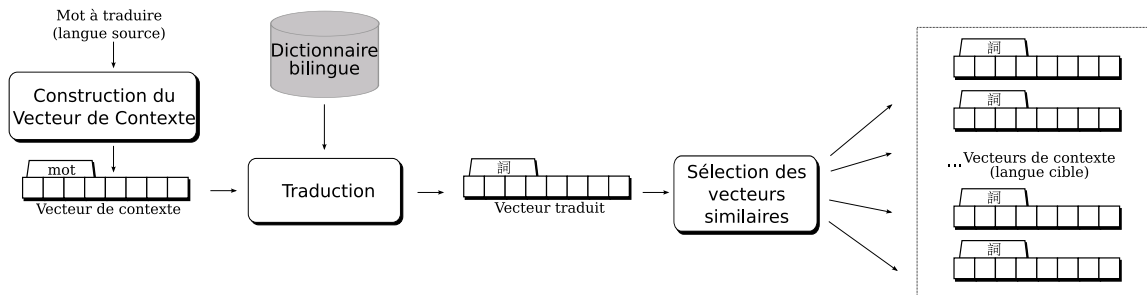 Mot à traduire
(langue source)
Construction du
Vecteur de Contexte
mot
Vecteur de contexte
Dictionnaire
bilingue
Traduction
詞
Vecteur traduit
Sélection des
vecteurs
similaires
詞
詞
... Vecteurs de contexte
(langue cible)
詞
詞